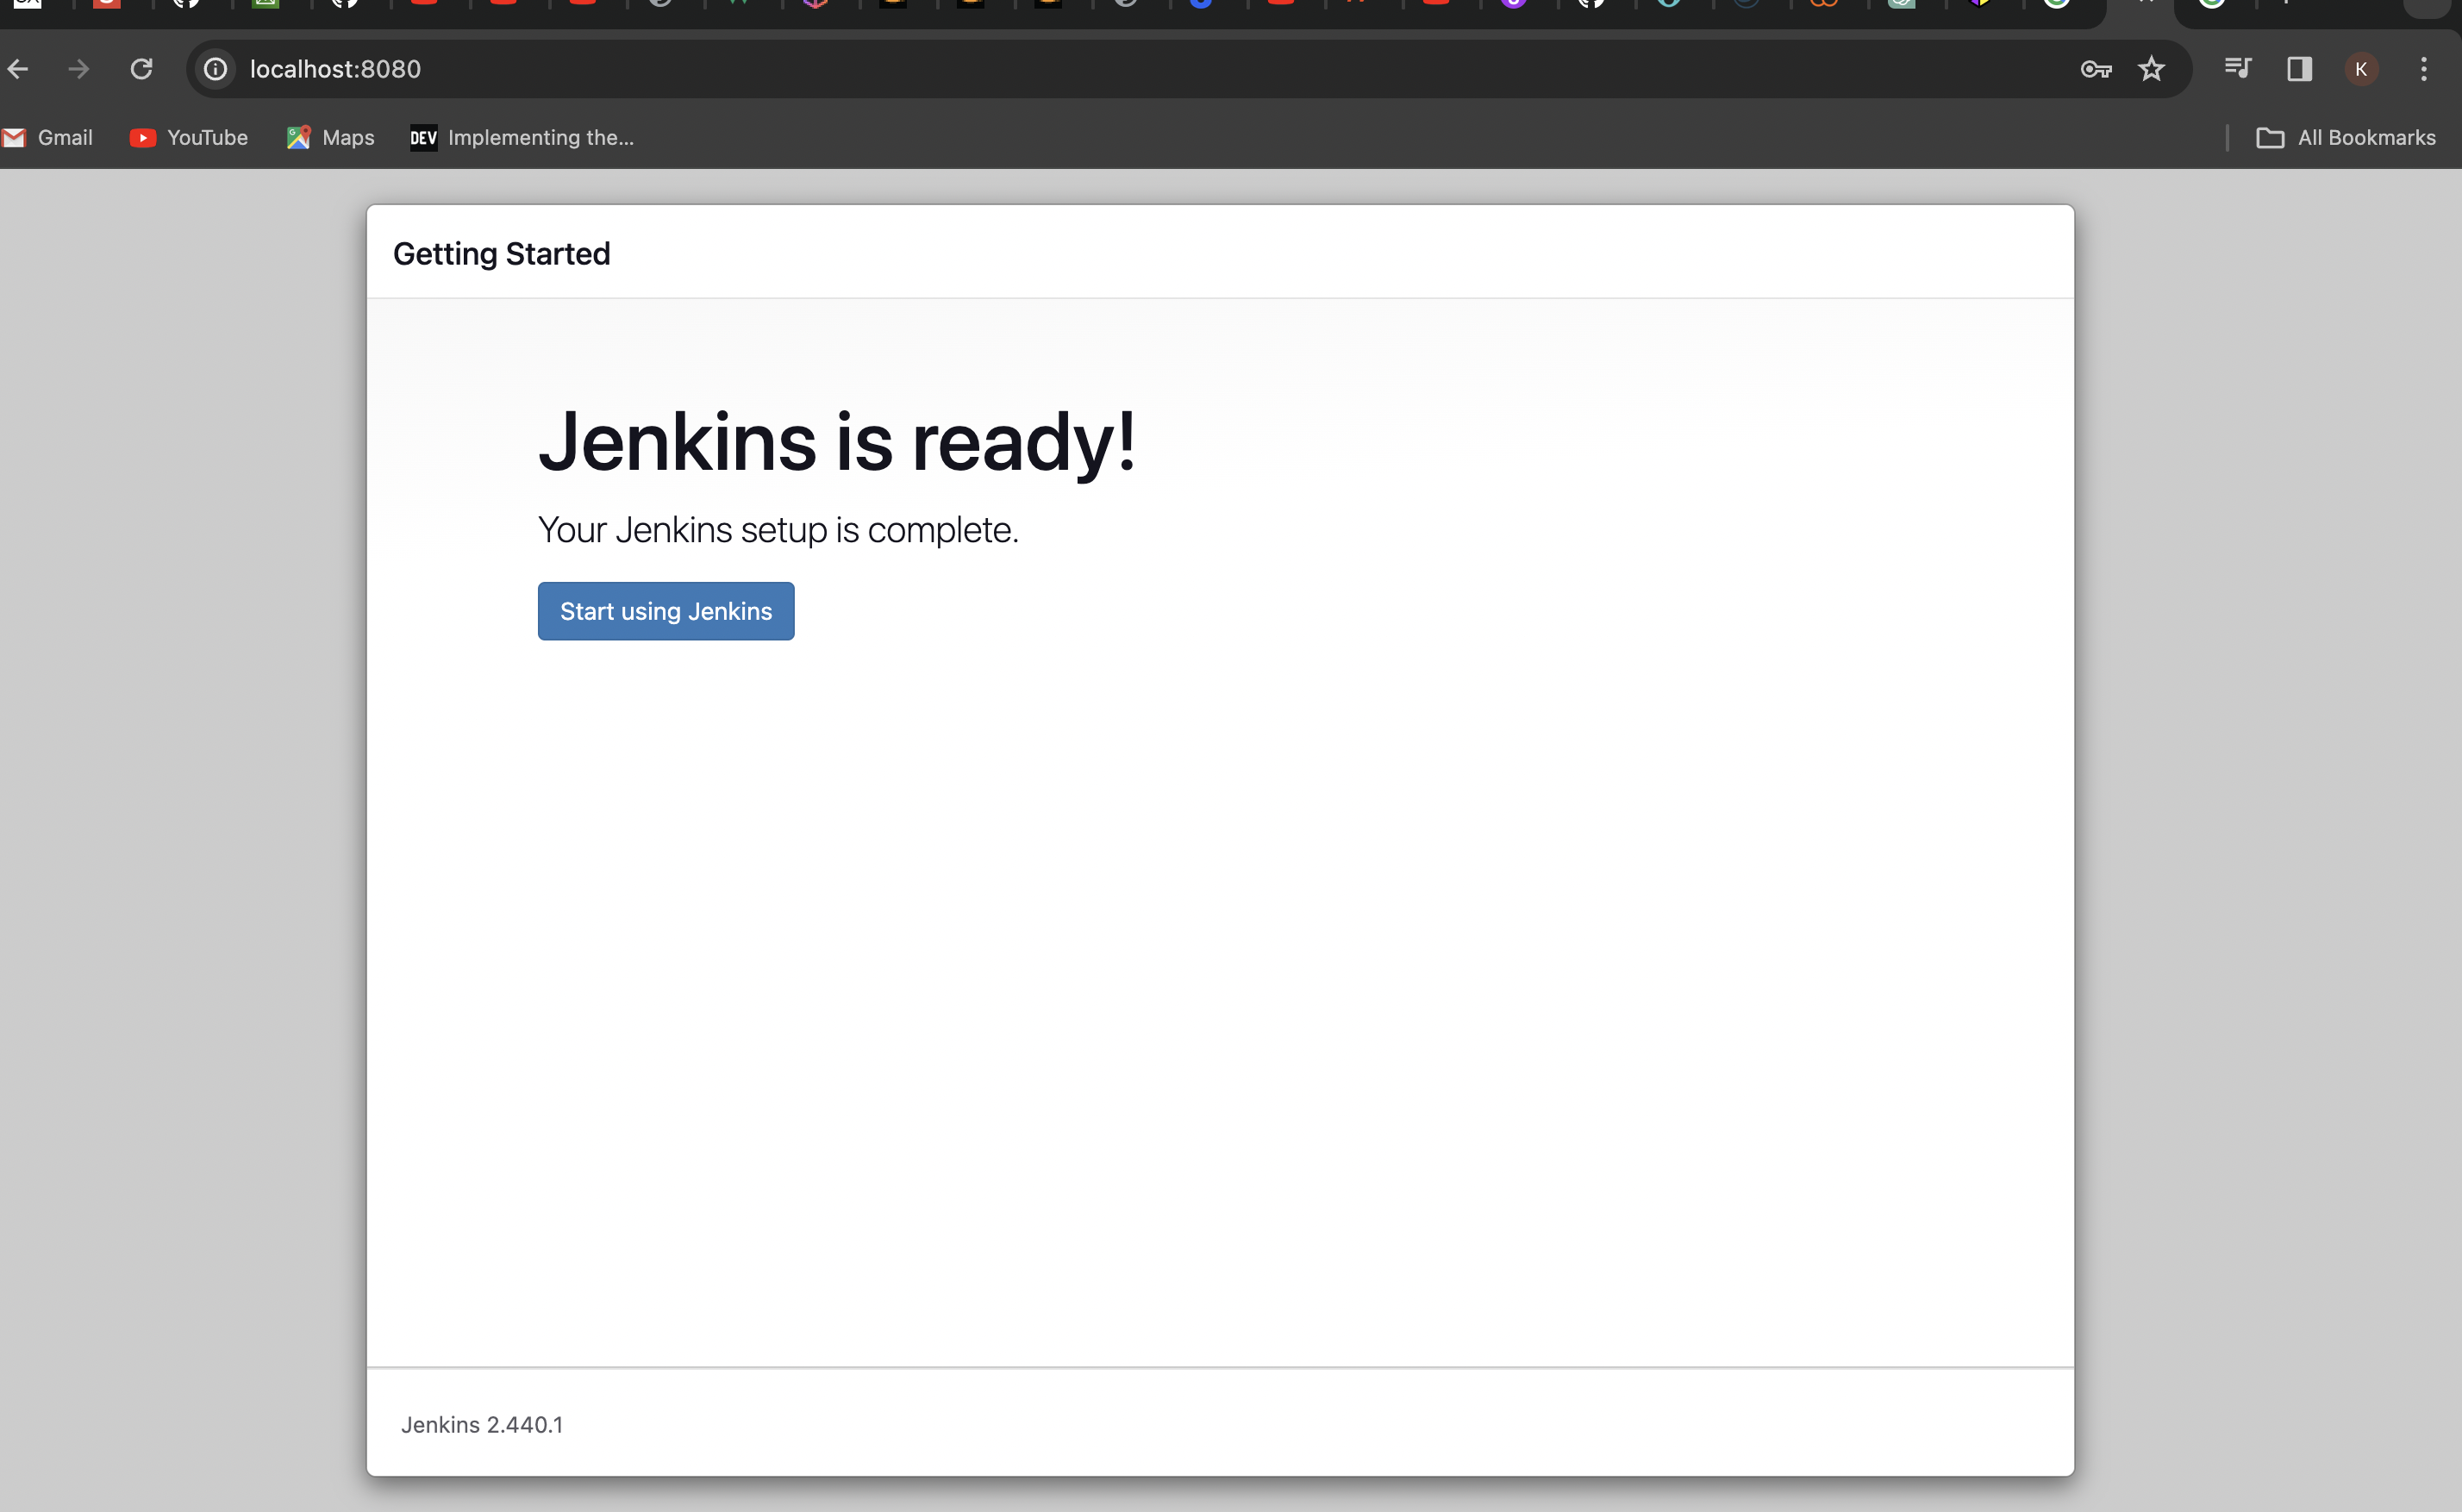 localhost:8080
K
Gmail
YouTube
Maps
DEV
Implementing the...
All Bookmarks
Getting Started
Jenkins is ready!
Your Jenkins setup is complete.
Start using Jenkins
Jenkins 2.440.1